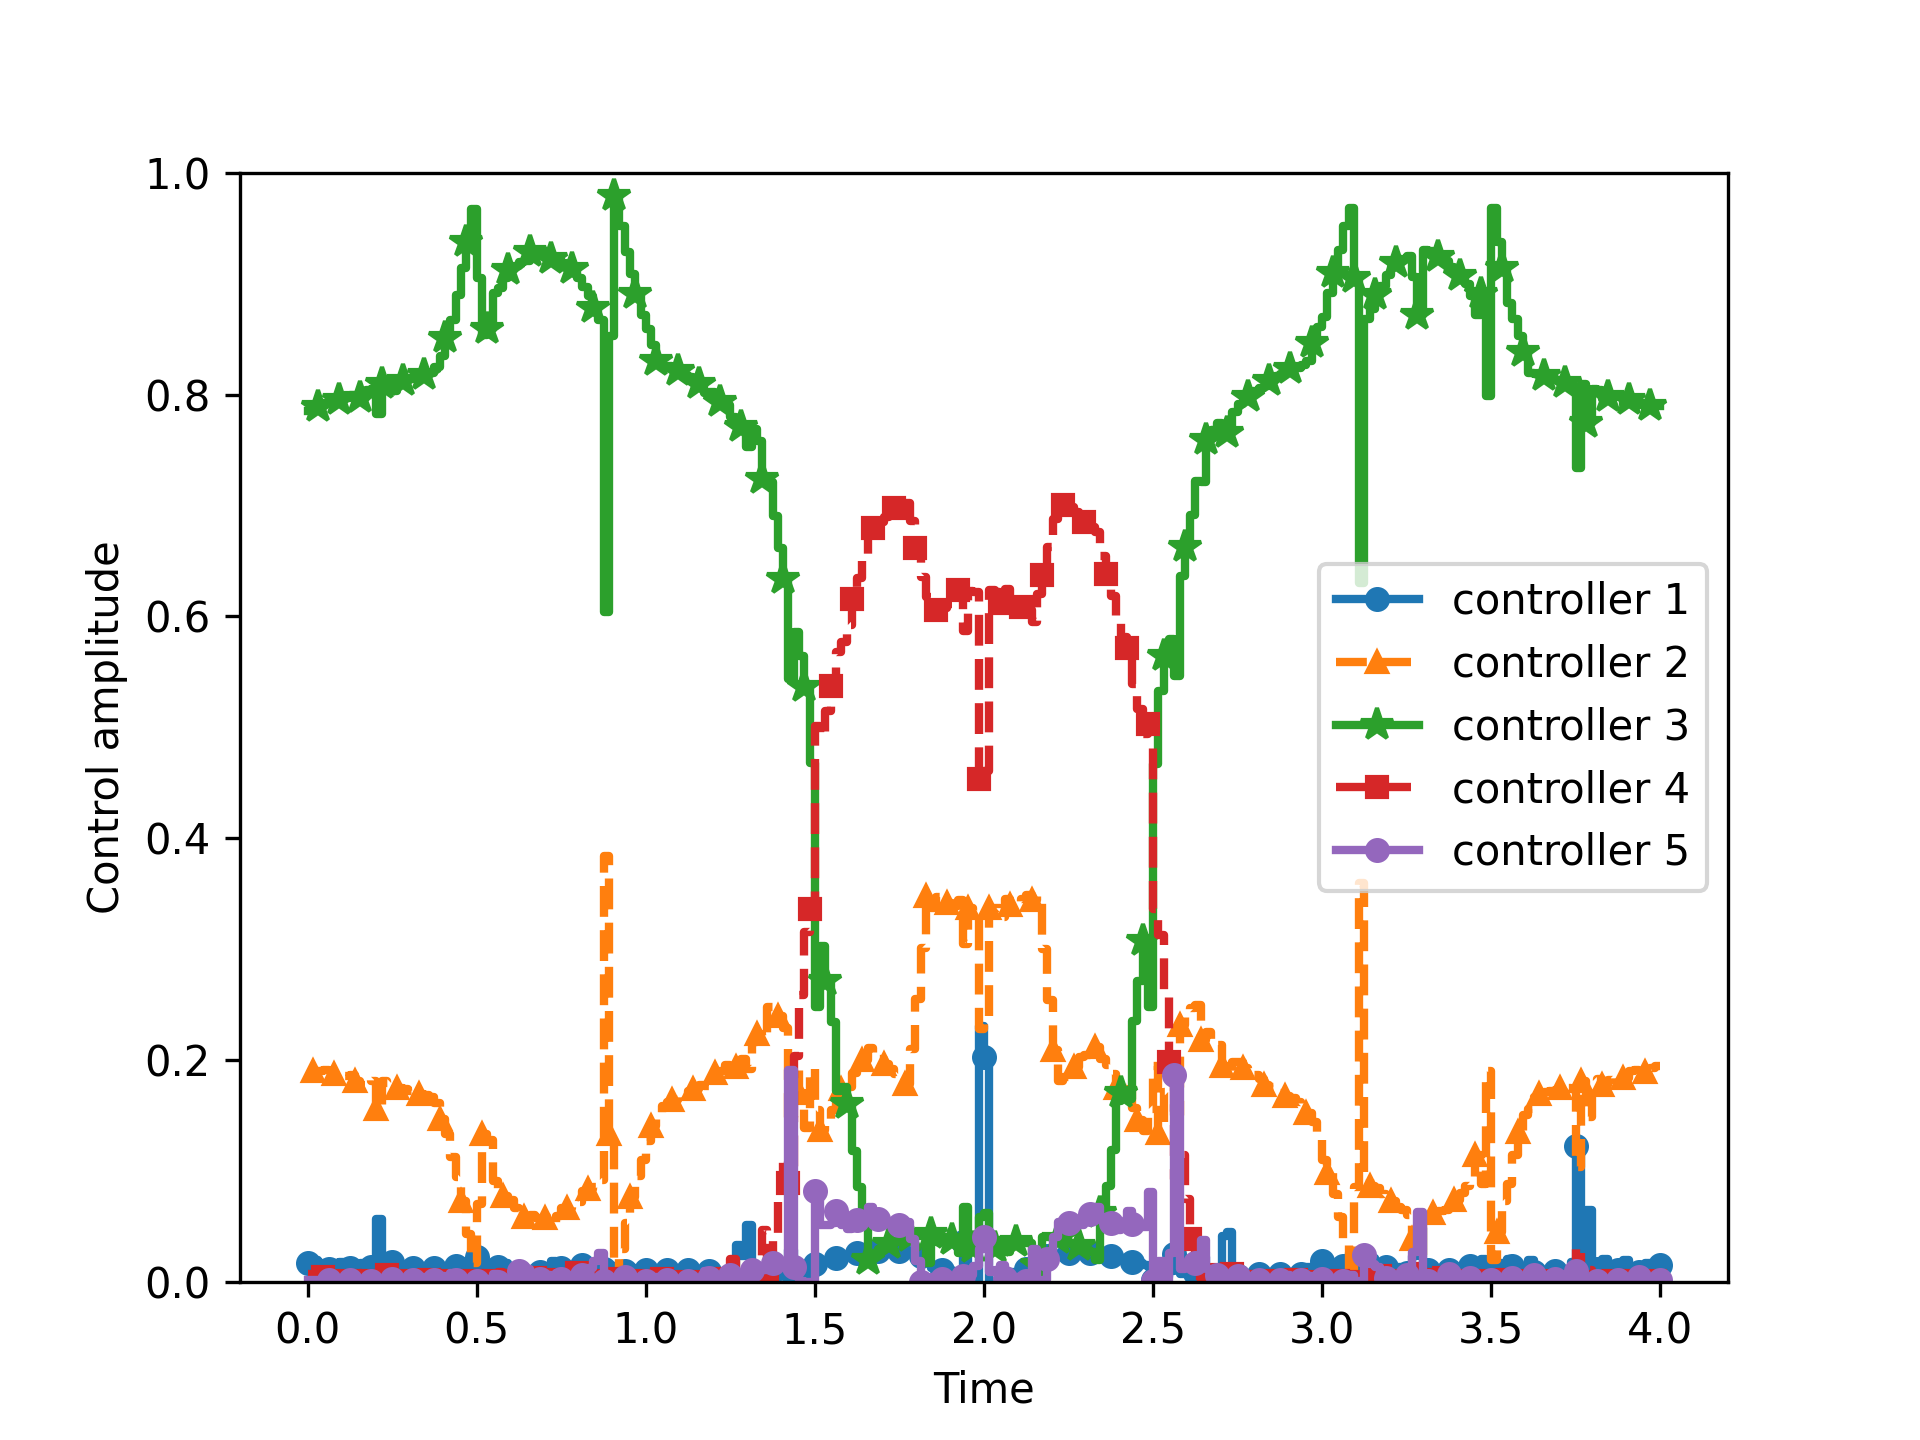 1.0
0.8
0.6
0.4
0.2
0.0
Control amplitude
controller 1
controller 2
controller 3
controller 4
controller 5
0.0 0.5 1.0 1.5 2.0 2.5 3.0 3.5 4.0
Time